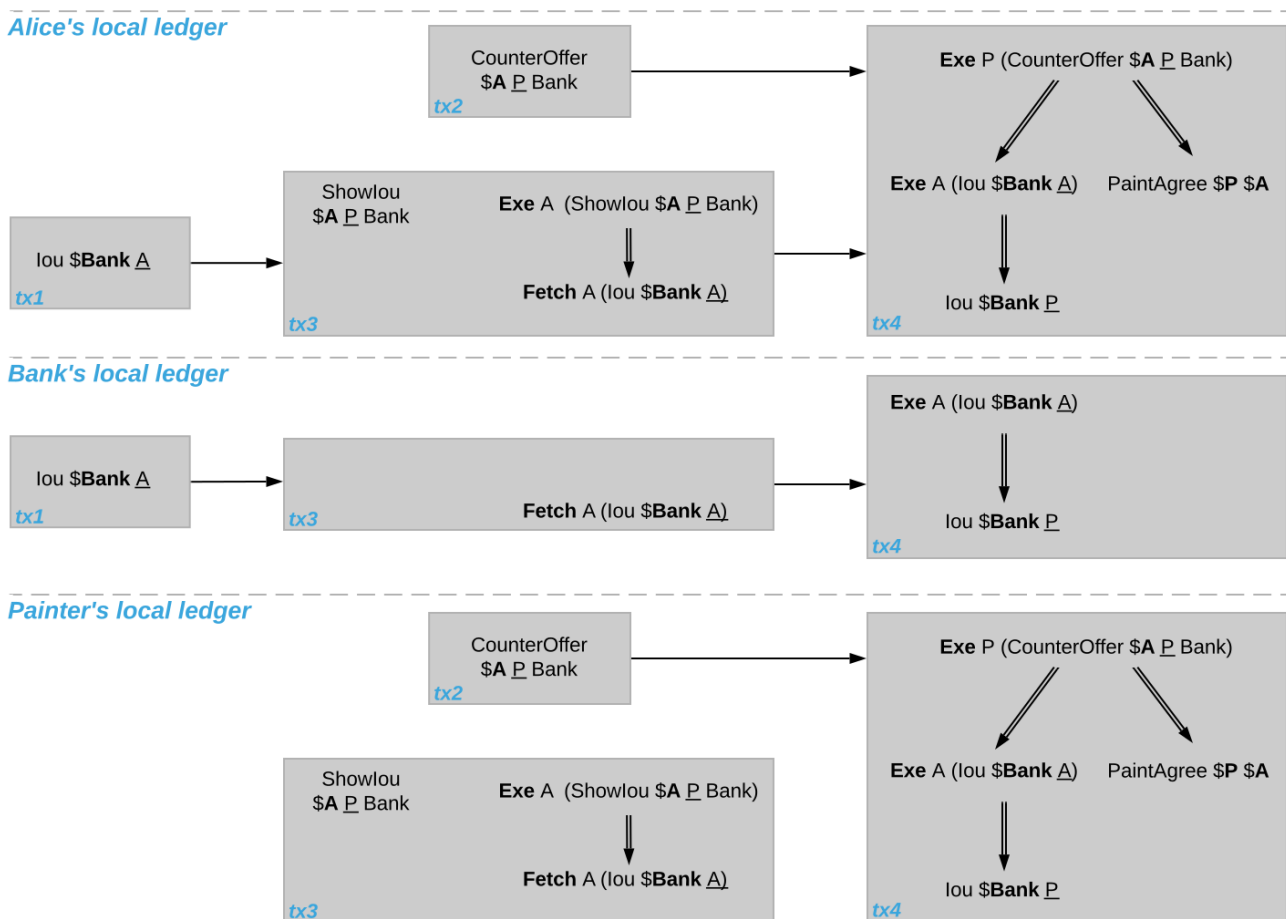 Alice's local ledger
CounterOffer
$A P Bank
tx2
Exe P (CounterOffer $A P Bank)
Exe A (Iou $Bank A)
PaintAgree $P $A
Iou $Bank P
tx4
ShowIou
$A P Bank
Exe A (ShowIou $A P Bank)
Fetch A (Iou $Bank A)
tx3
Iou $Bank A
tx1
Bank's local ledger
Iou $Bank A
tx1
Fetch A (Iou $Bank A)
tx3
Exe A (Iou $Bank A)
Iou $Bank P
tx4
Painter's local ledger
CounterOffer
$A P Bank
tx2
Exe P (CounterOffer $A P Bank)
Exe A (Iou $Bank A)
PaintAgree $P $A
Iou $Bank P
tx4
ShowIou
$A P Bank
Exe A (ShowIou $A P Bank)
Fetch A (Iou $Bank A)
tx3